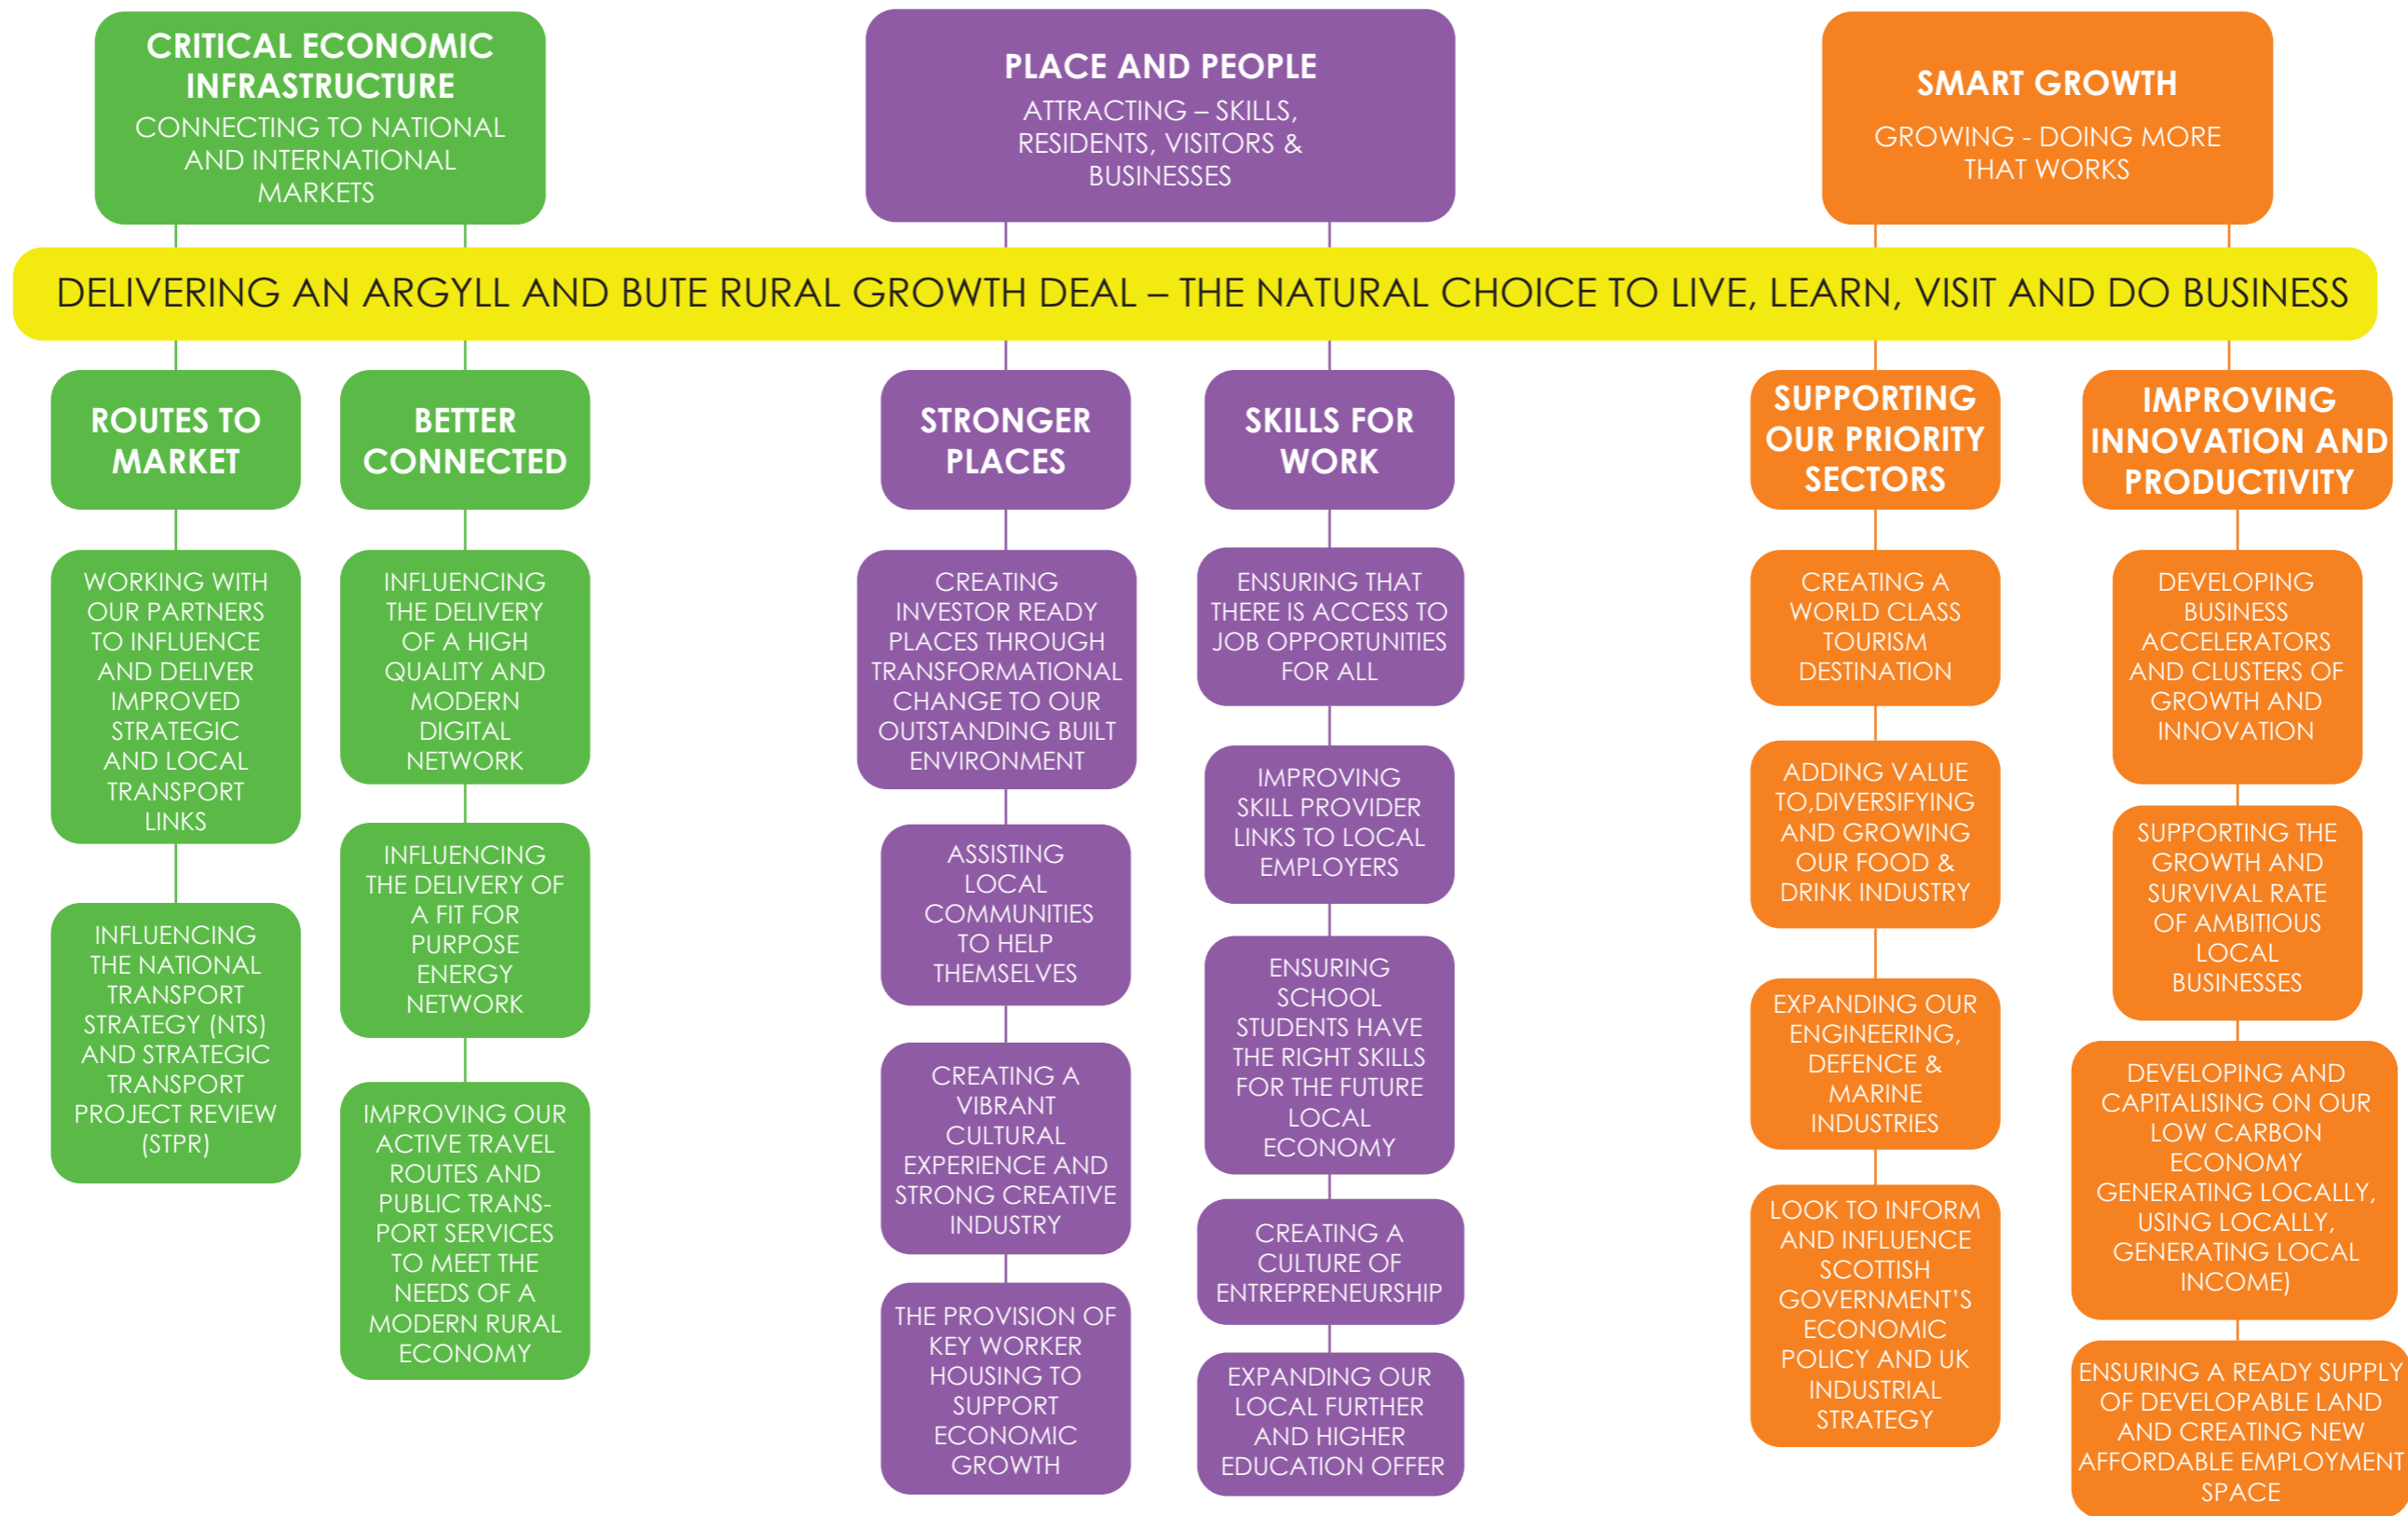 CRITICAL ECONOMIC
INFRASTRUCTURE
CONNECTING TO NATIONAL
AND INTERNATIONAL
MARKETS
PLACE AND PEOPLE
ATTRACTING – SKILLS,
RESIDENTS, VISITORS &
BUSINESSES
SMART GROWTH
GROWING - DOING MORE
THAT WORKS
DELIVERING AN ARGYLL AND BUTE RURAL GROWTH DEAL – THE NATURAL CHOICE TO LIVE, LEARN, VISIT AND DO BUSINESS
ROUTES TO
MARKET
WORKING WITH
OUR PARTNERS
TO INFLUENCE
AND DELIVER
IMPROVED
STRATEGIC
AND LOCAL
TRANSPORT
LINKS
INFLUENCING
THE NATIONAL
TRANSPORT
STRATEGY (NTS)
AND STRATEGIC
TRANSPORT
PROJECT REVIEW
(STPR)
BETTER
CONNECTED
INFLUENCING
THE DELIVERY
OF A HIGH
QUALITY AND
MODERN
DIGITAL
NETWORK
INFLUENCING
THE DELIVERY OF
A FIT FOR
PURPOSE
ENERGY
NETWORK
IMPROVING OUR
ACTIVE TRAVEL
ROUTES AND
PUBLIC TRANS-
PORT SERVICES
TO MEET THE
NEEDS OF A
MODERN RURAL
ECONOMY
STRONGER
PLACES
CREATING
INVESTOR READY
PLACES THROUGH
TRANSFORMATIONAL
CHANGE TO OUR
OUTSTANDING BUILT
ENVIRONMENT
ASSISTING
LOCAL
COMMUNITIES
TO HELP
THEMSELVES
CREATING A
VIBRANT
CULTURAL
EXPERIENCE AND
STRONG CREATIVE
INDUSTRY
THE PROVISION OF
KEY WORKER
HOUSING TO
SUPPORT
ECONOMIC
GROWTH
SKILLS FOR
WORK
ENSURING THAT
THERE IS ACCESS TO
JOB OPPORTUNITIES
FOR ALL
IMPROVING
SKILL PROVIDER
LINKS TO LOCAL
EMPLOYERS
ENSURING
SCHOOL
STUDENTS HAVE
THE RIGHT SKILLS
FOR THE FUTURE
LOCAL
ECONOMY
CREATING A
CULTURE OF
ENTREPRENEURSHIP
EXPANDING OUR
LOCAL FURTHER
AND HIGHER
EDUCATION OFFER
SUPPORTING
OUR PRIORITY
SECTORS
CREATING A
WORLD CLASS
TOURISM
DESTINATION
ADDING VALUE
TO,DIVERSIFYING
AND GROWING
OUR FOOD &
DRINK INDUSTRY
EXPANDING OUR
ENGINEERING,
DEFENCE &
MARINE
INDUSTRIES
LOOK TO INFORM
AND INFLUENCE
SCOTTISH
GOVERNMENT'S
ECONOMIC
POLICY AND UK
INDUSTRIAL
STRATEGY
IMPROVING
INNOVATION AND
PRODUCTIVITY
DEVELOPING
BUSINESS
ACCELERATORS
AND CLUSTERS OF
GROWTH AND
INNOVATION
SUPPORTING THE
GROWTH AND
SURVIVAL RATE
OF AMBITIOUS
LOCAL
BUSINESSES
DEVELOPING AND
CAPITALISING ON OUR
LOW CARBON
ECONOMY
GENERATING LOCALLY,
USING LOCALLY,
GENERATING LOCAL
INCOME)
ENSURING A READY SUPPLY
OF DEVELOPABLE LAND
AND CREATING NEW
AFFORDABLE EMPLOYMENT
SPACE